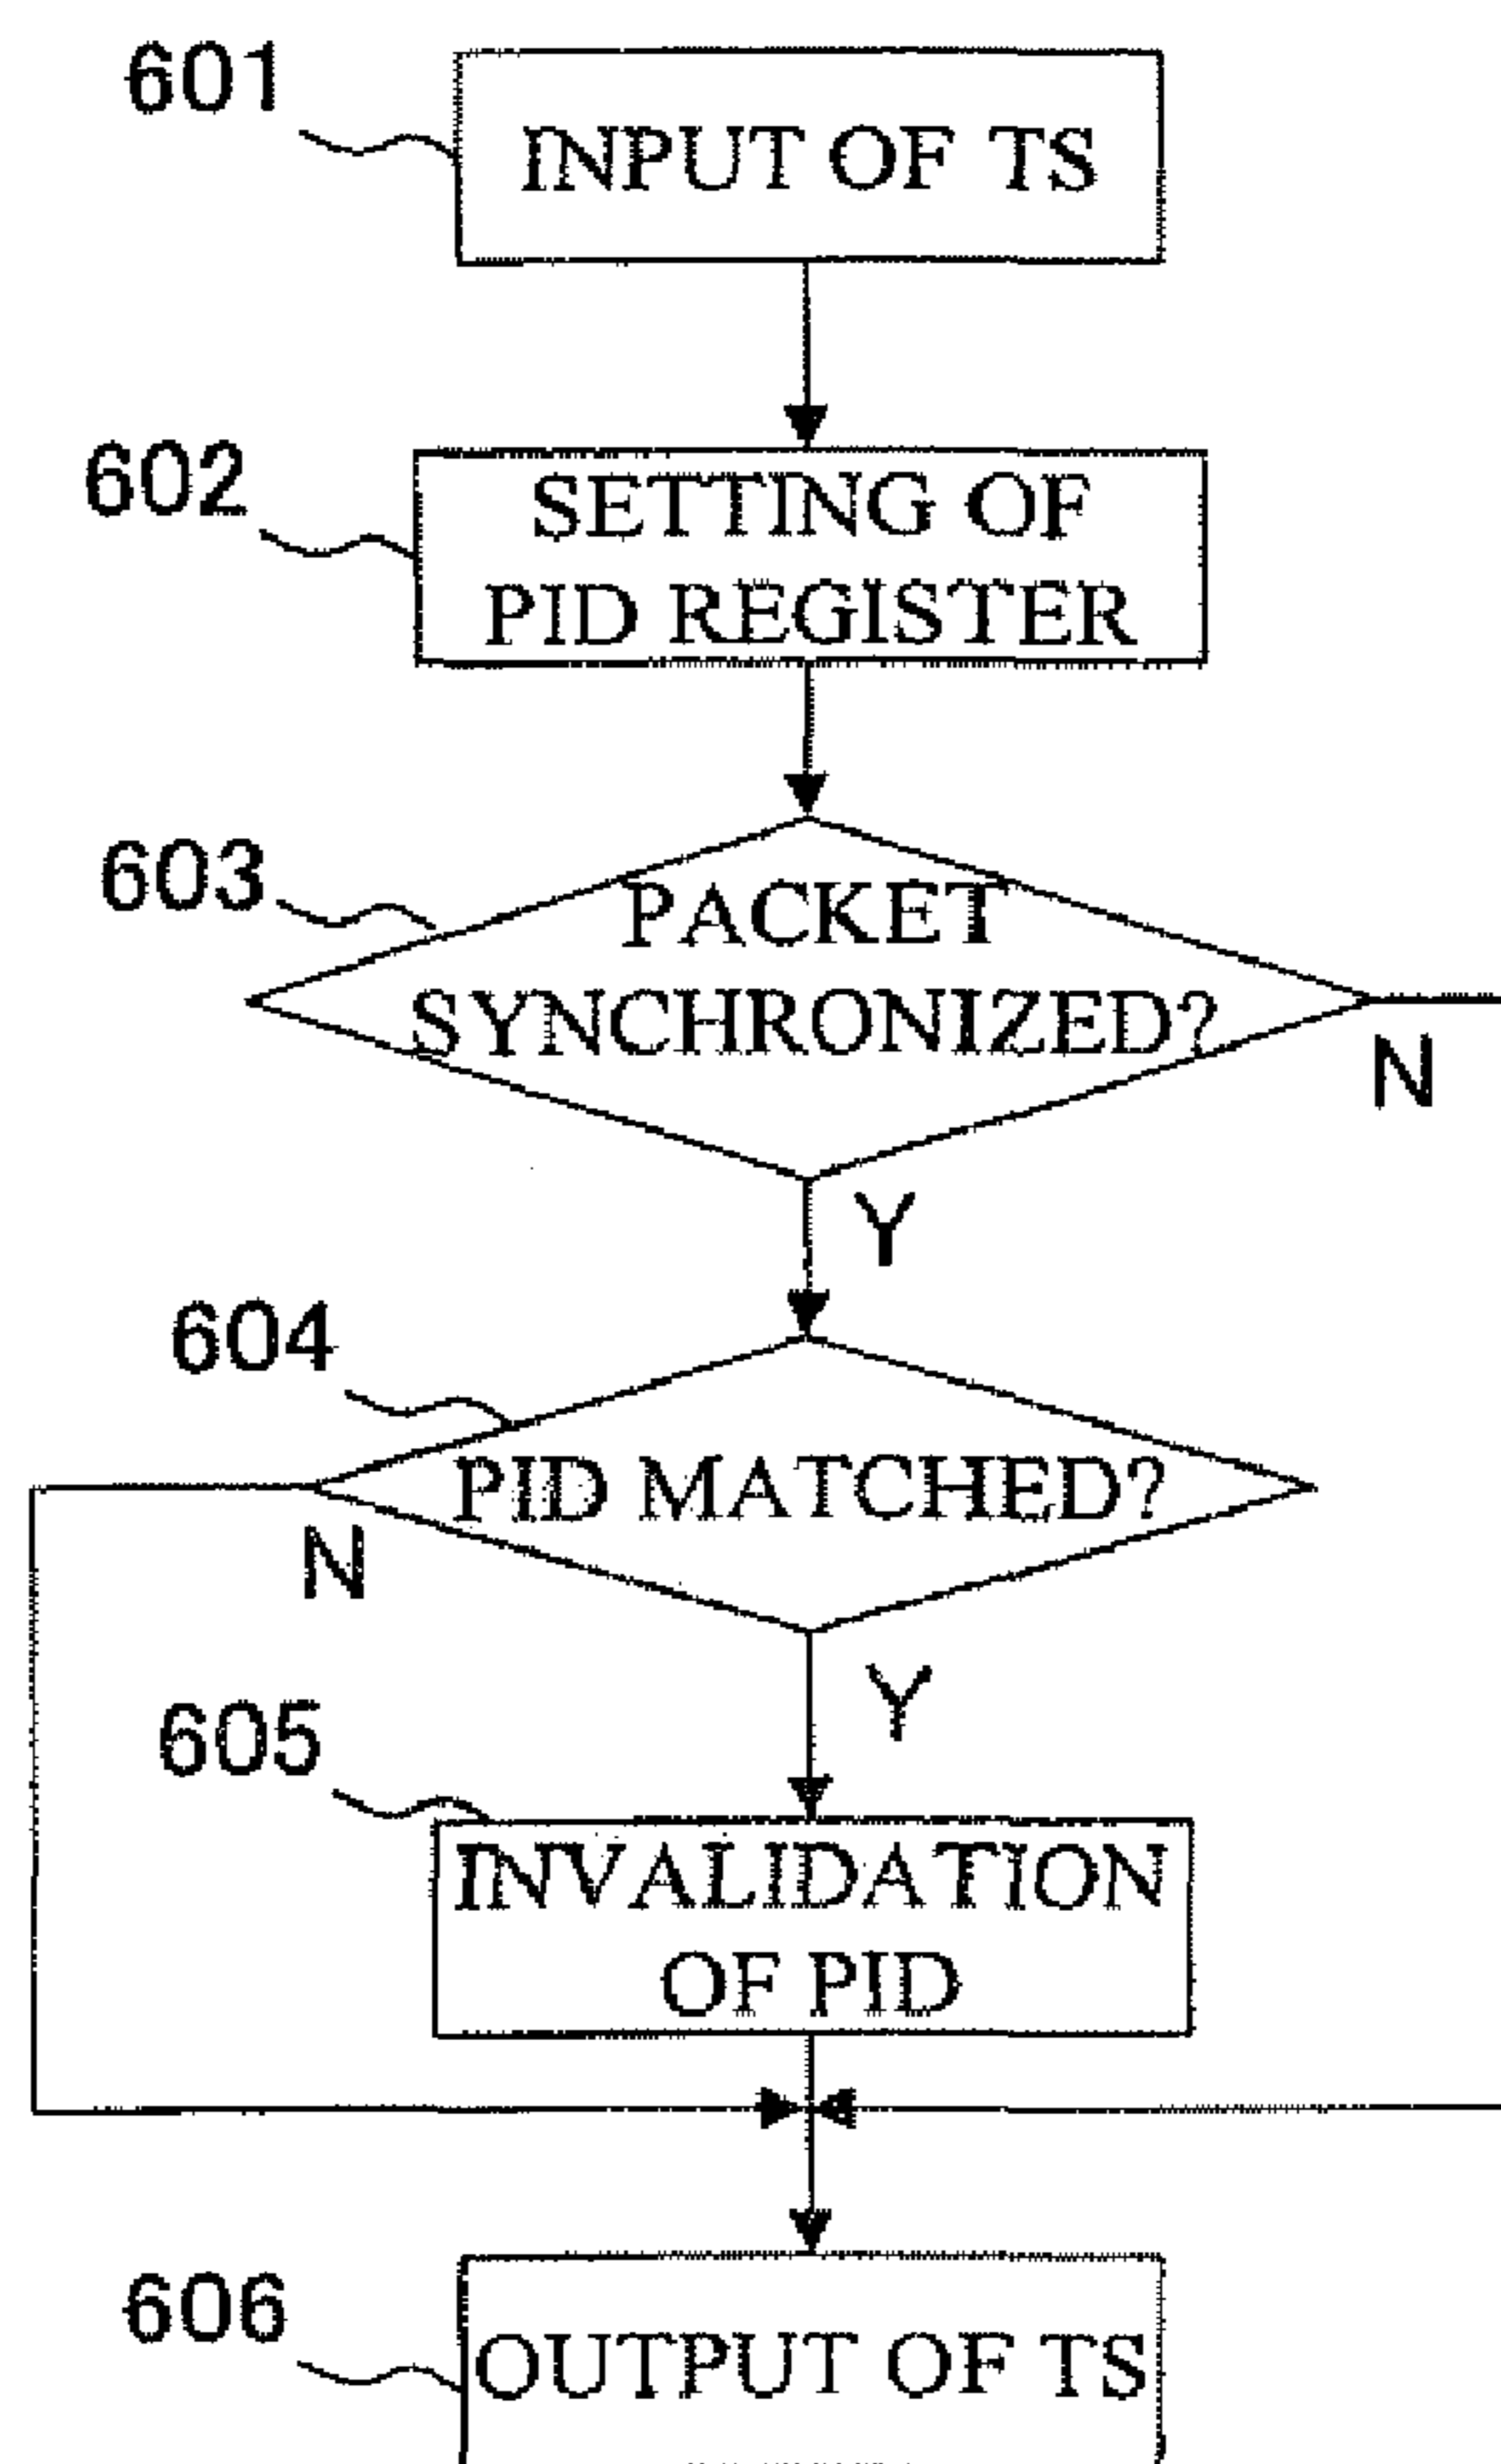 601
INPUT OF TS
602
SETTING OF
PID REGISTER
603
PACKET
SYNCHRONIZED?
N
Y
604
PID MATCHED?
N
Y
605
INVALIDATION
OF PID
606
OUTPUT OF TS